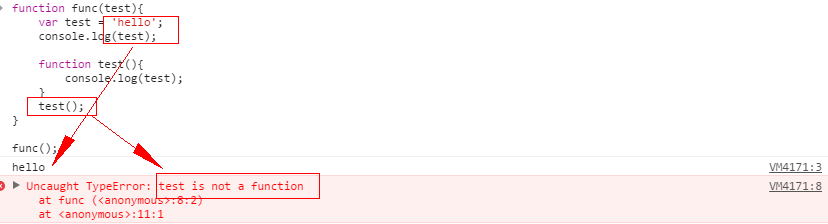 function func(test){
    var test = 'hello';
    console.log(test);

    function test(){
        console.log(test);
    }
    test();
}

func();
hello VM4171:3
Uncaught TypeError: test is not a function VM4171:8
    at func (<anonymous>:8:2)
    at <anonymous>:11:1